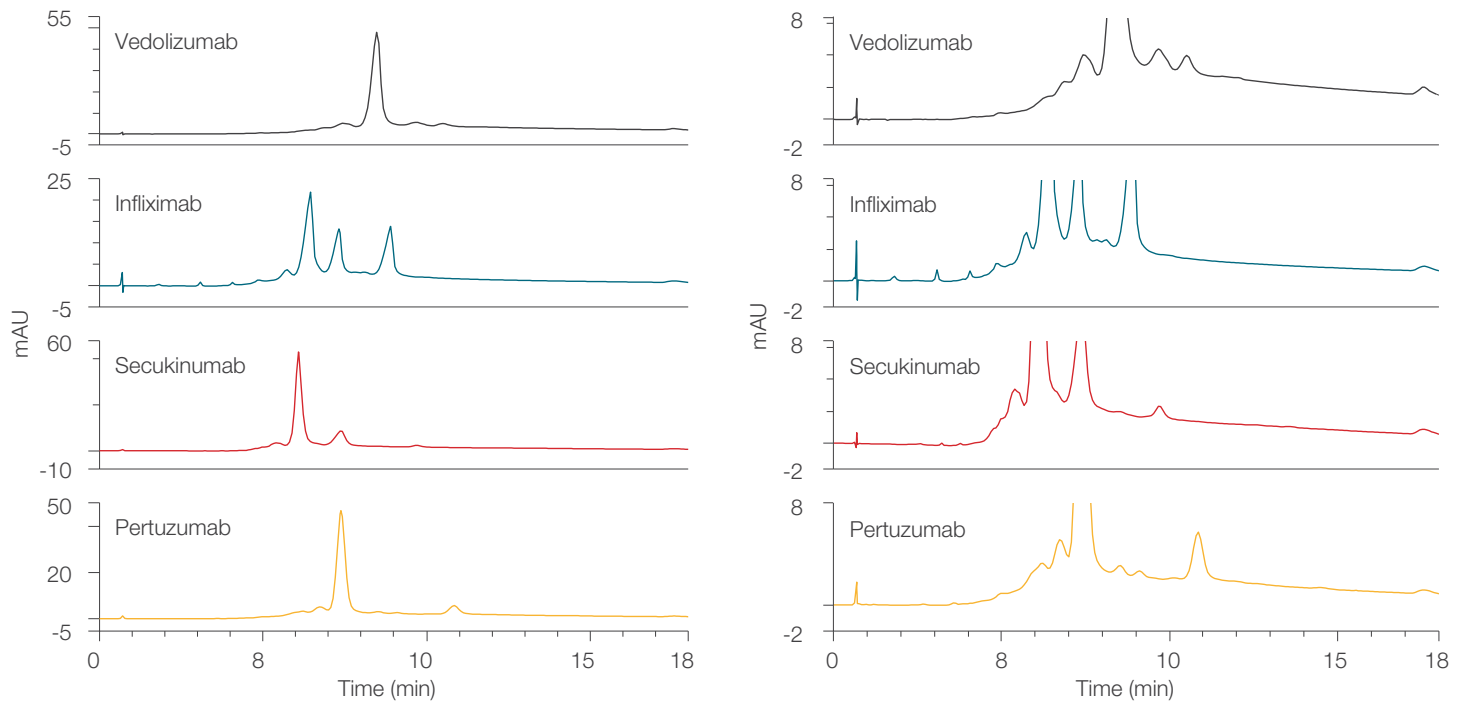 55
Vedolizumab
-5
25
Infliximab
-5
mAU
60
Secukinumab
-10
50
Pertuzumab
20
-5
0 8 10 15 18
Time (min)
8
Vedolizumab
-2
8
Infliximab
-2
mAU
8
Secukinumab
-2
8
Pertuzumab
-2
0 8 10 15 18
Time (min)